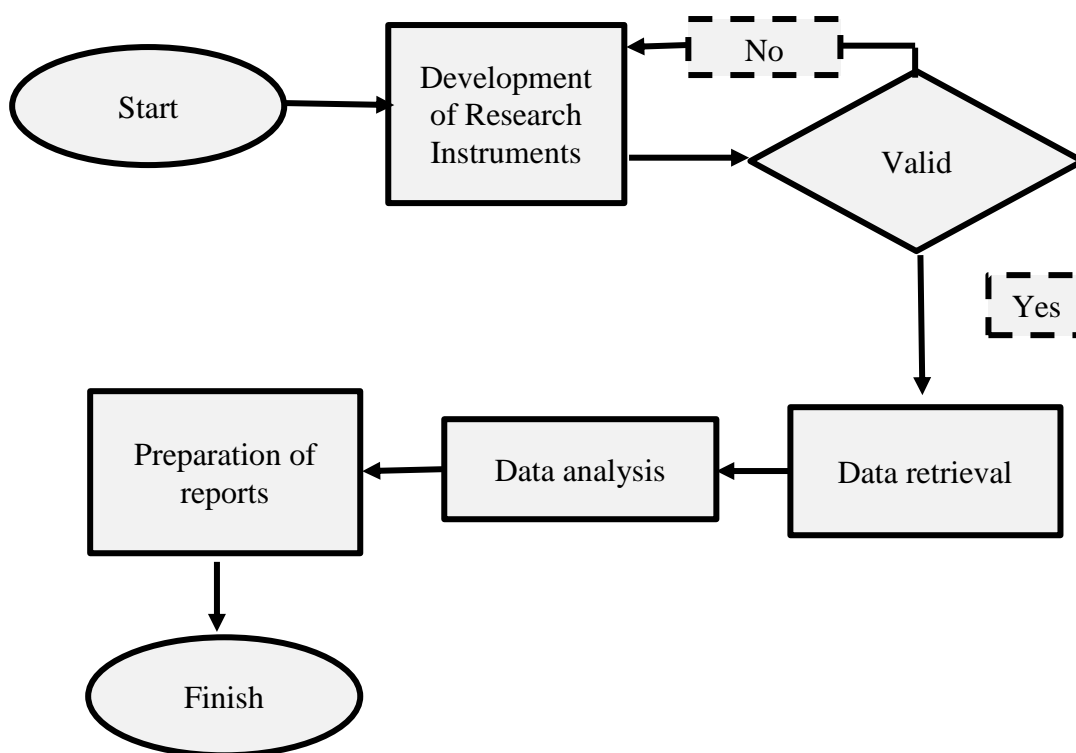 Start
Development
of Research
Instruments
No
Valid
Yes
Data retrieval
Data analysis
Preparation of
reports
Finish